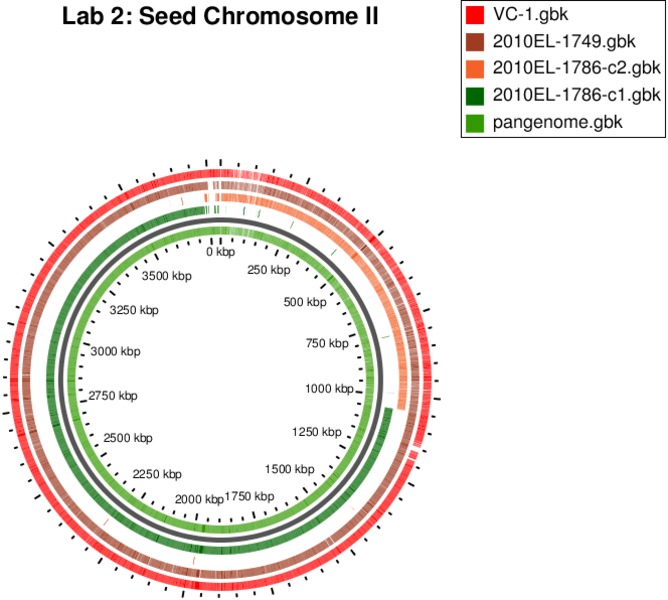 Lab 2: Seed Chromosome II
VC-1.gbk
2010EL-1749.gbk
2010EL-1786-c2.gbk
2010EL-1786-c1.gbk
pangenome.gbk
0 kbp
250 kbp
500 kbp
750 kbp
1000 kbp
1250 kbp
1500 kbp
1750 kbp
2000 kbp
2250 kbp
2500 kbp
2750 kbp
3000 kbp
3250 kbp
3500 kbp